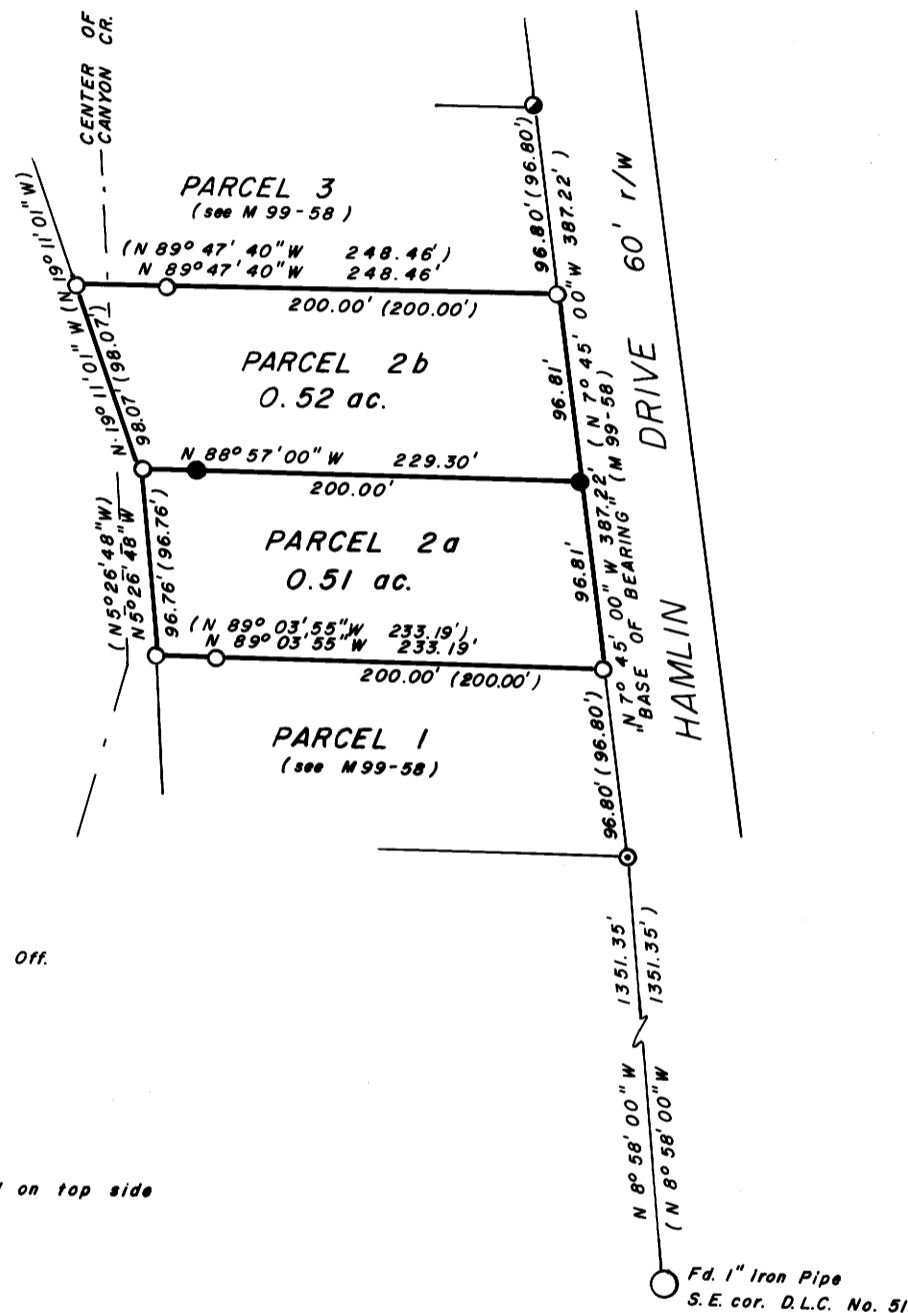 CENTER OF
CANYON CR.
PARCEL 3
(see M 99-58)
(N 89° 47' 40" W 248.46')
N 89° 47' 40" W 248.46'
200.00' (200.00')
(N 19° 11' 01" W)
N 19° 11' 01" W
98.07' (98.07')
PARCEL 2b
0.52 ac.
96.80' (96.80')
96.81'
N 88° 57' 00" W 229.30'
200.00'
(N 5° 26' 48" W)
N 5° 26' 48" W
96.76' (96.76')
PARCEL 2a
0.51 ac.
96.81'
(N 89° 03' 55" W 233.19')
N 89° 03' 55" W 233.19'
200.00' (200.00')
N 7° 45' 00" W 387.22' (N 7° 45' 00" W 387.22')
"BASE OF BEARING" (M 99-58)
HAMLIN DRIVE 60' r/w
PARCEL 1
(see M99-58)
96.80' (96.80')
Off.
N 8° 58' 00" W 1351.35'
(N 8° 58' 00" W 1351.35')
on top side
Fd. 1" Iron Pipe
S.E. cor. D.L.C. No. 51